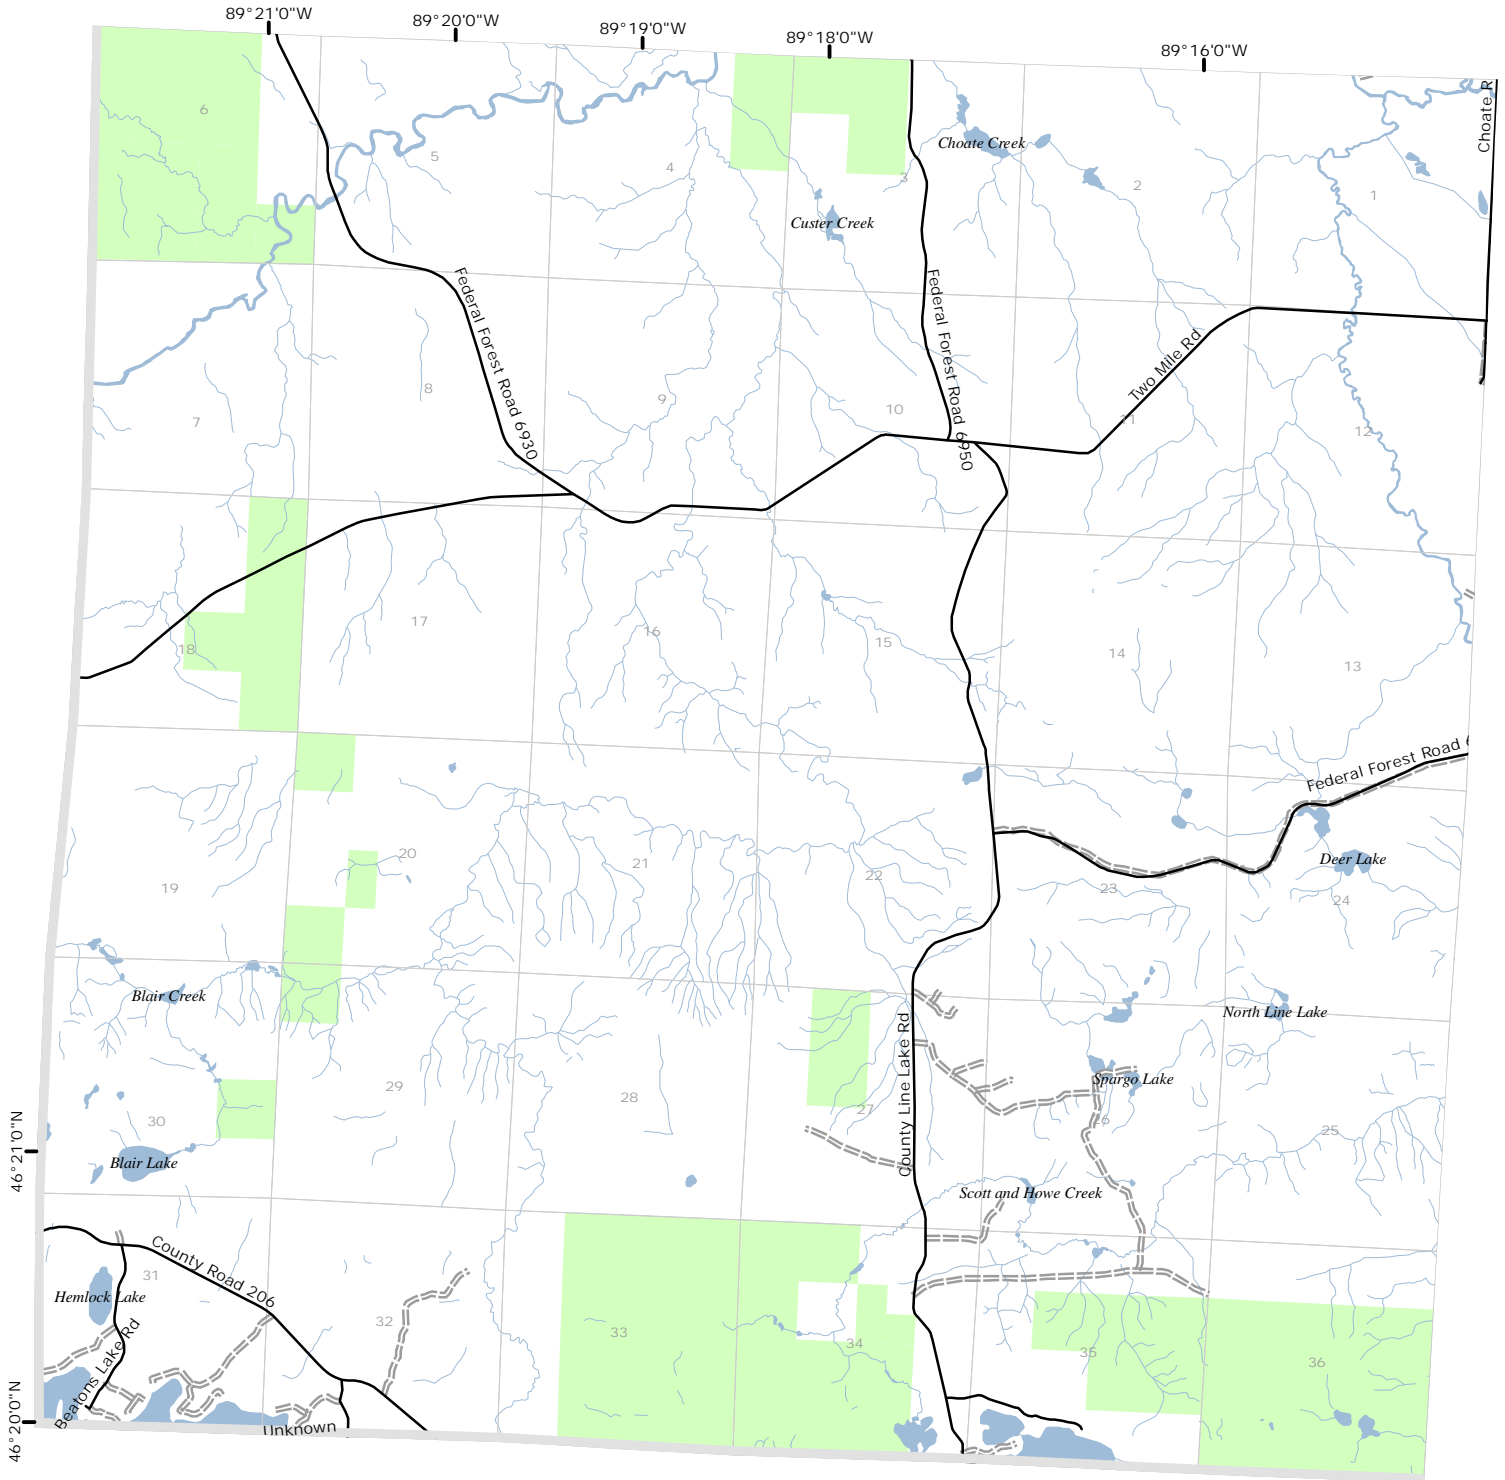 89°21'0"W
89°20'0"W
89°19'0"W
89°18'0"W
89°16'0"W
Choate R
6
5
4
3
Choate Creek
2
1
Custer Creek
Federal Forest Road 6930
Federal Forest Road 6950
Two Mile Rd
7
8
9
10
11
12
18
17
16
15
14
13
Federal Forest Road 6
19
20
21
22
23
Deer Lake
24
Blair Creek
North Line Lake
County Line Lake Rd
46°21'0"N
30
29
28
27
Spargo Lake
26
25
Blair Lake
Scott and Howe Creek
31
County Road 206
Hemlock Lake
Beatons Lake Rd
32
33
34
35
36
46°20'0"N
Unknown